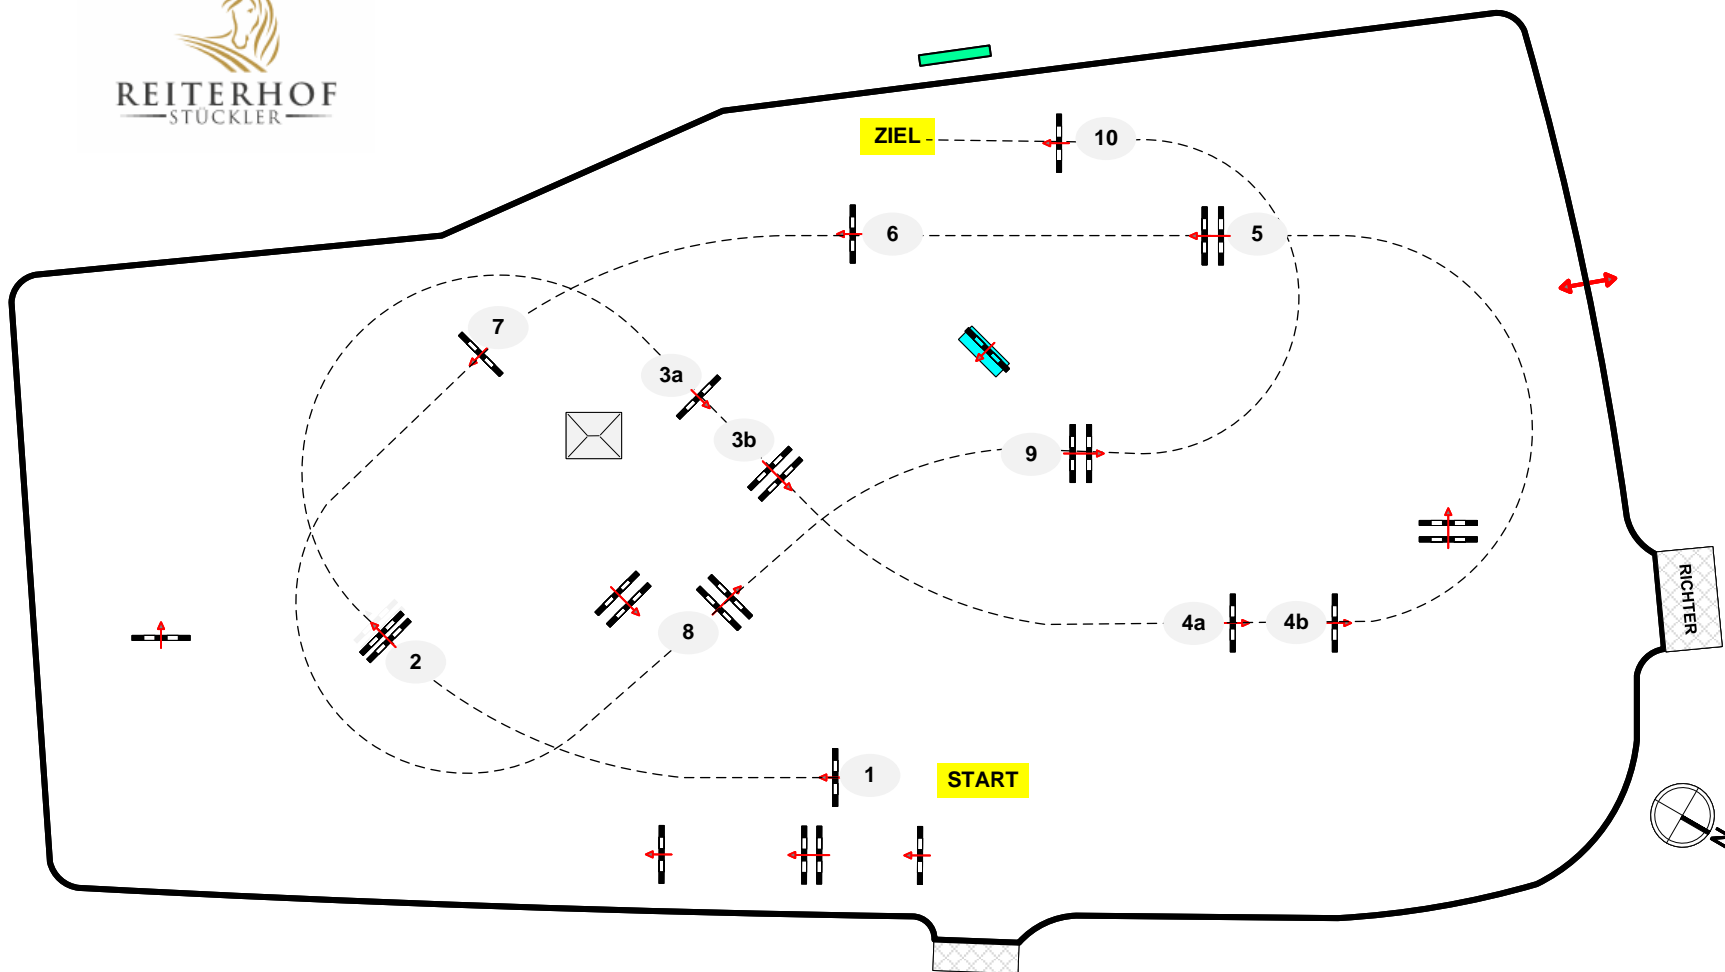 REITERHOF
STÜCKLER
ZIEL
10
6
5
7
3a
3b
9
8
2
4a
4b
RICHTER
1
START
N